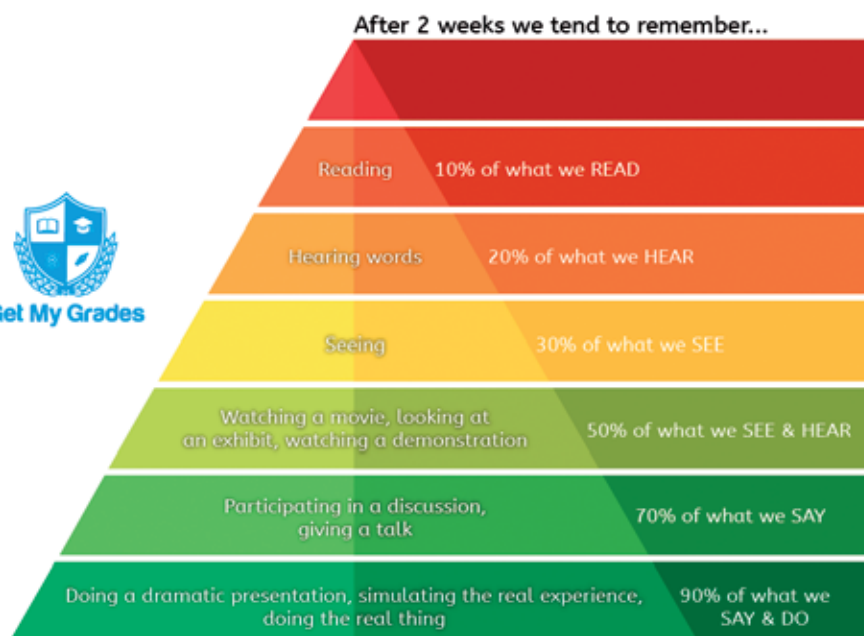 After 2 weeks we tend to remember...
Reading
10% of what we READ
Hearing words
20% of what we HEAR
Get My Grades
Seeing
30% of what we SEE
Watching a movie, looking at
an exhibit, watching a demonstration
50% of what we SEE & HEAR
Participating in a discussion,
giving a talk
70% of what we SAY
Doing a dramatic presentation, simulating the real experience,
doing the real thing
90% of what we
SAY & DO